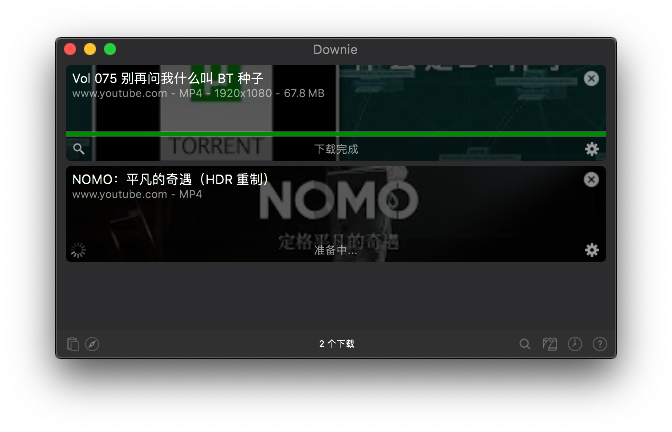 Downie
Vol 075 别再问我什么叫 BT 种子
www.youtube.com - MP4 - 1920x1080 - 67.8 MB
TORRENT
下载完成
NOMO：平凡的奇遇（HDR 重制）
www.youtube.com - MP4
NOMO
定格平凡的奇遇
准备中...
2 个下载